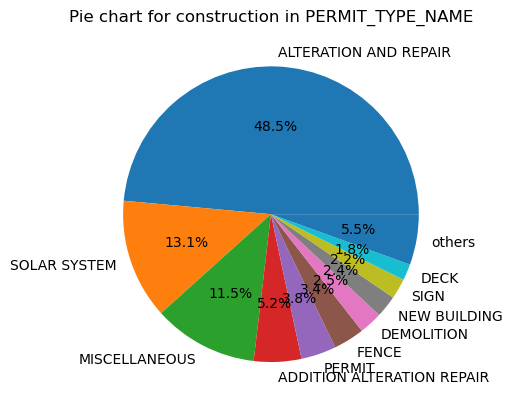 Pie chart for construction in PERMIT_TYPE_NAME
ALTERATION AND REPAIR
48.5%
SOLAR SYSTEM
13.1%
MISCELLANEOUS
11.5%
ADDITION ALTERATION REPAIR
5.2%
PERMIT
3.8%
FENCE
3.4%
DEMOLITION
2.5%
NEW BUILDING
2.4%
SIGN
2.2%
DECK
1.8%
others
5.5%